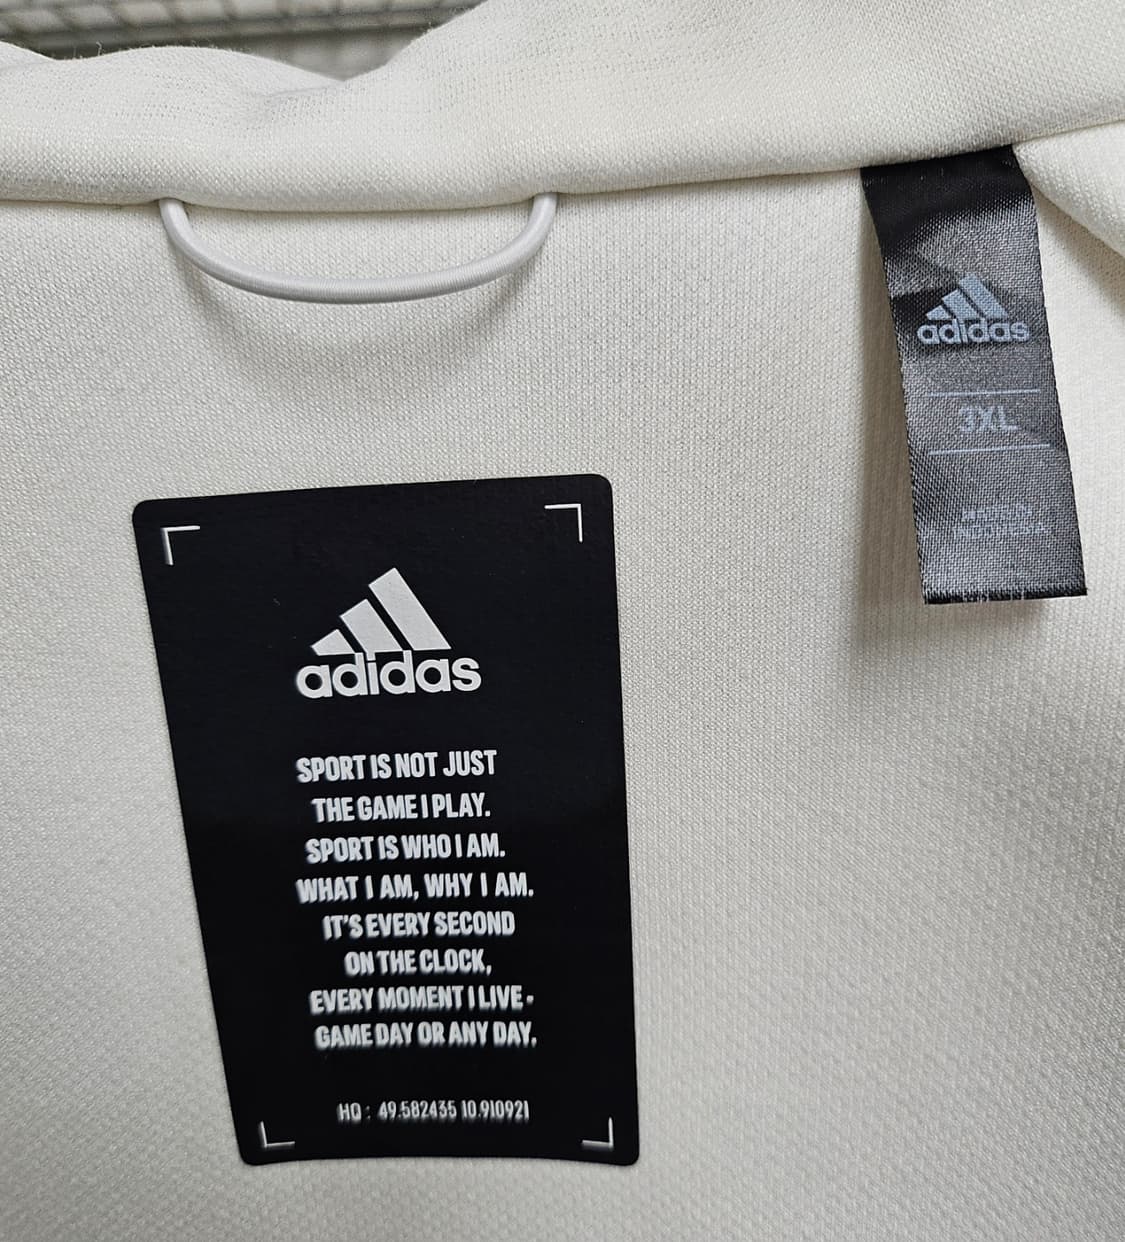 adidas
3XL
adidas
SPORT IS NOT JUST
THE GAME I PLAY.
SPORT IS WHO I AM.
WHAT I AM, WHY I AM.
IT'S EVERY SECOND
ON THE CLOCK,
EVERY MOMENT I LIVE -
GAME DAY OR ANY DAY.
HQ : 49.582435 10.910921